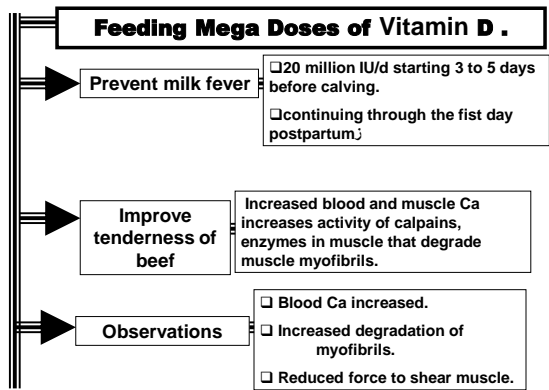 Feeding Mega Doses of Vitamin D .
Prevent milk fever
❑20 million IU/d starting 3 to 5 days
before calving.
❑continuing through the fist day
postpartumز
Improve
tenderness of
beef
Increased blood and muscle Ca
increases activity of calpains,
enzymes in muscle that degrade
muscle myofibrils.
Observations
❑ Blood Ca increased.
❑ Increased degradation of
myofibrils.
❑ Reduced force to shear muscle.